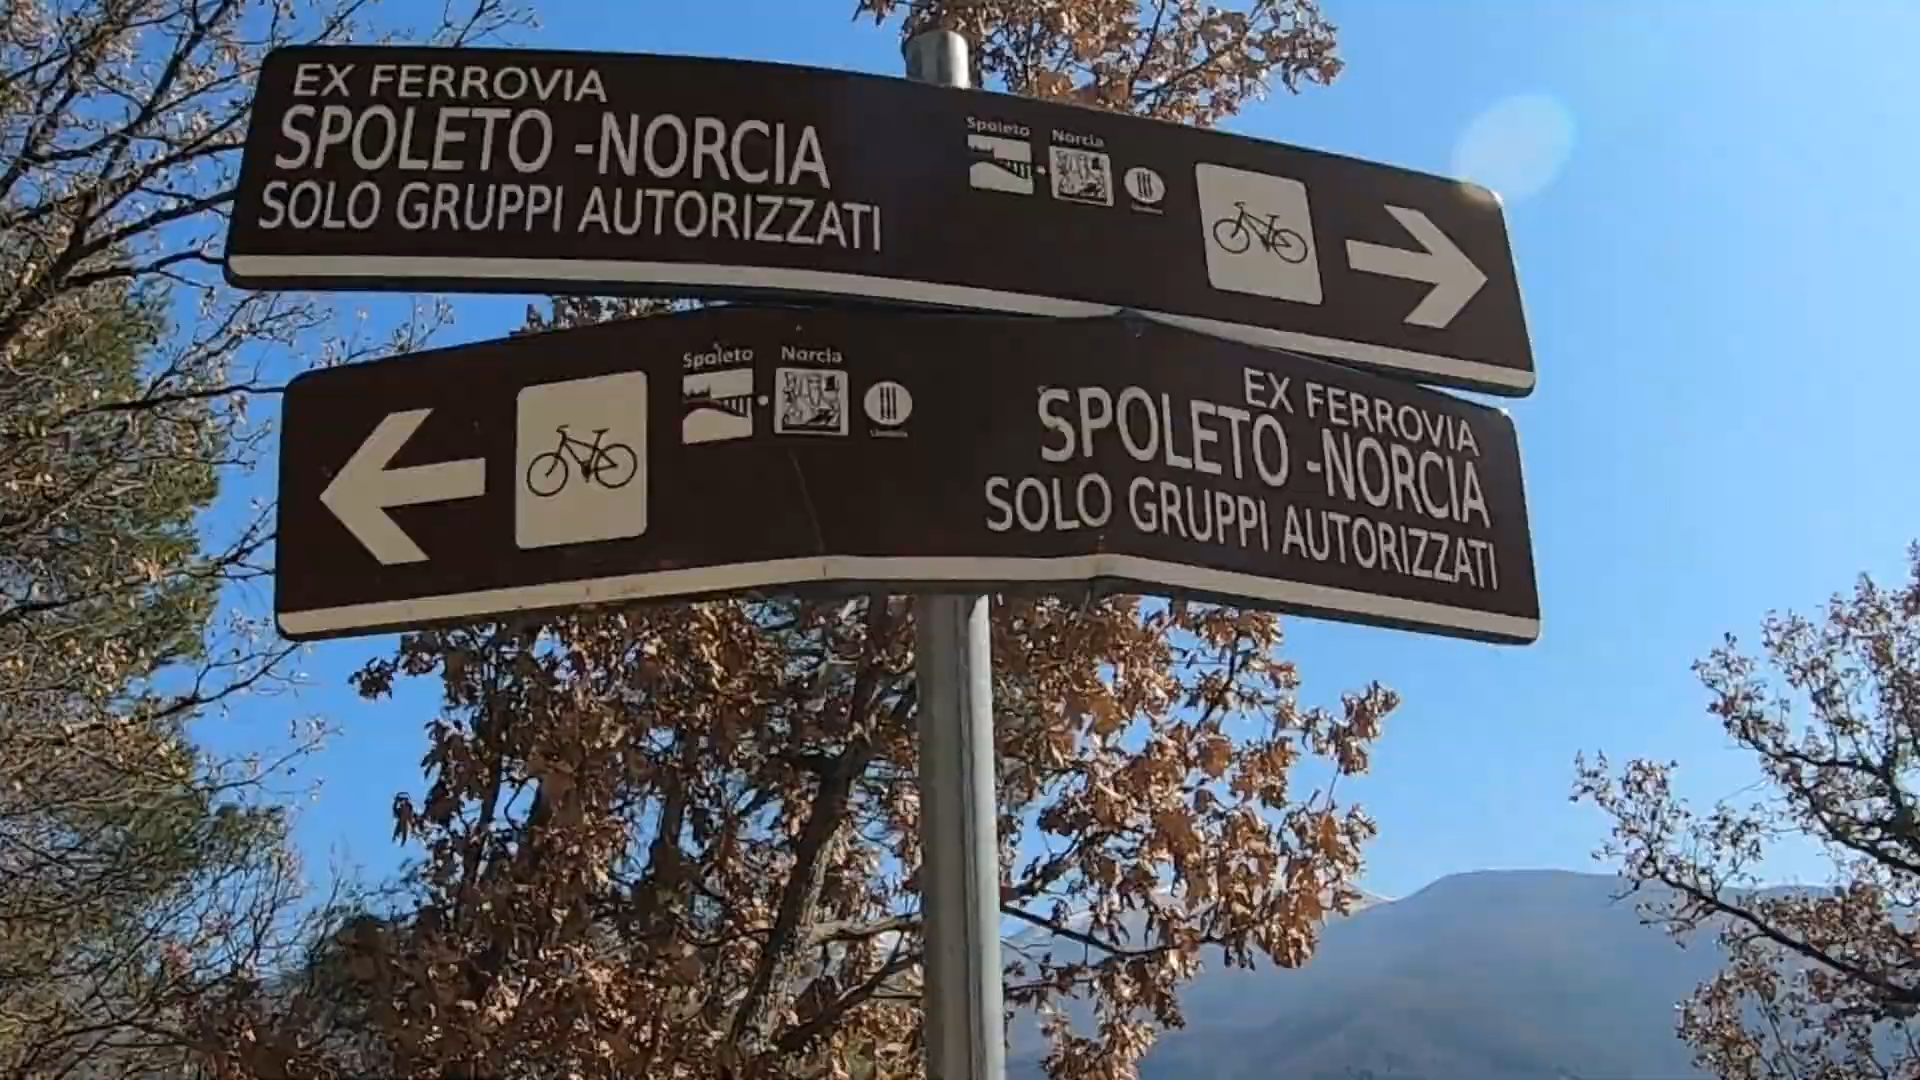 EX FERROVIA
SPOLETO -NORCIA
SOLO GRUPPI AUTORIZZATI
Spoleto Norcia
Spoleto Norcia
EX FERROVIA
SPOLETO -NORCIA
SOLO GRUPPI AUTORIZZATI